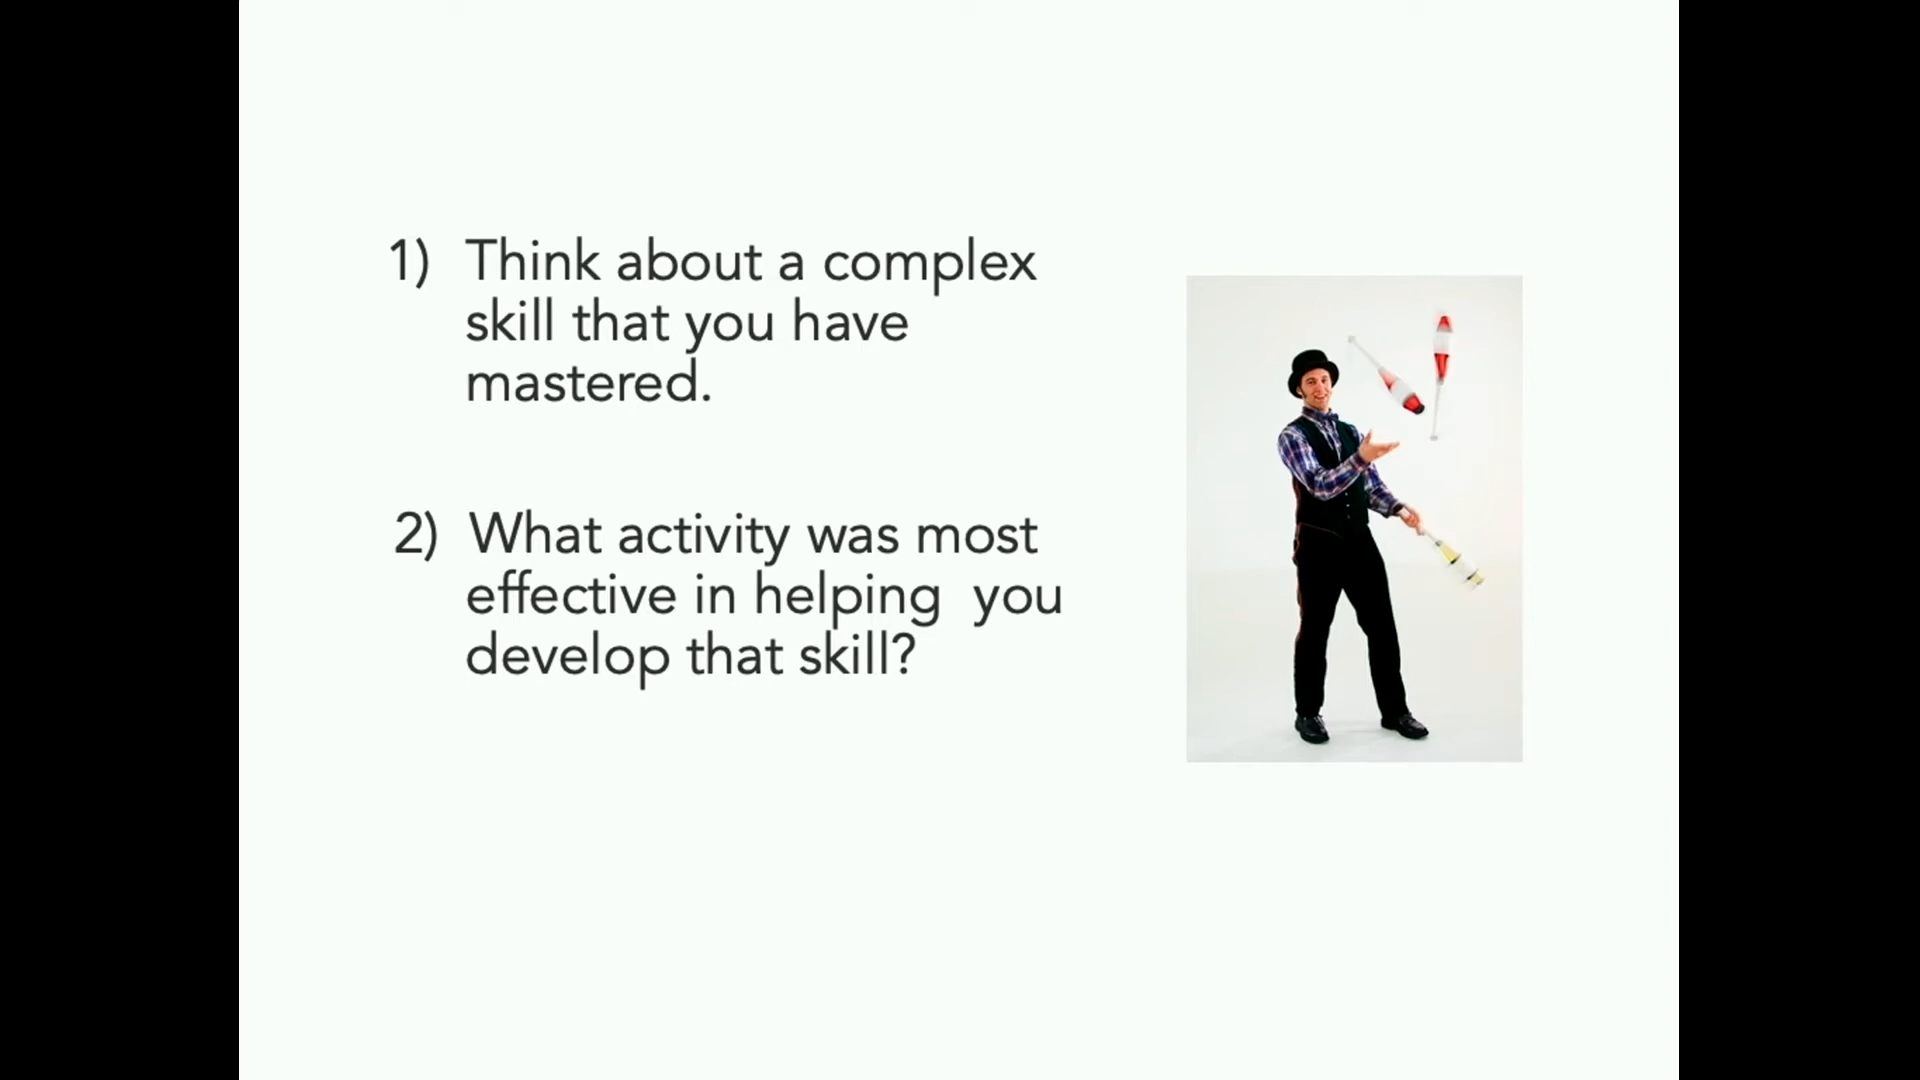 1) Think about a complex
skill that you have
mastered.
2) What activity was most
effective in helping  you
develop that skill?